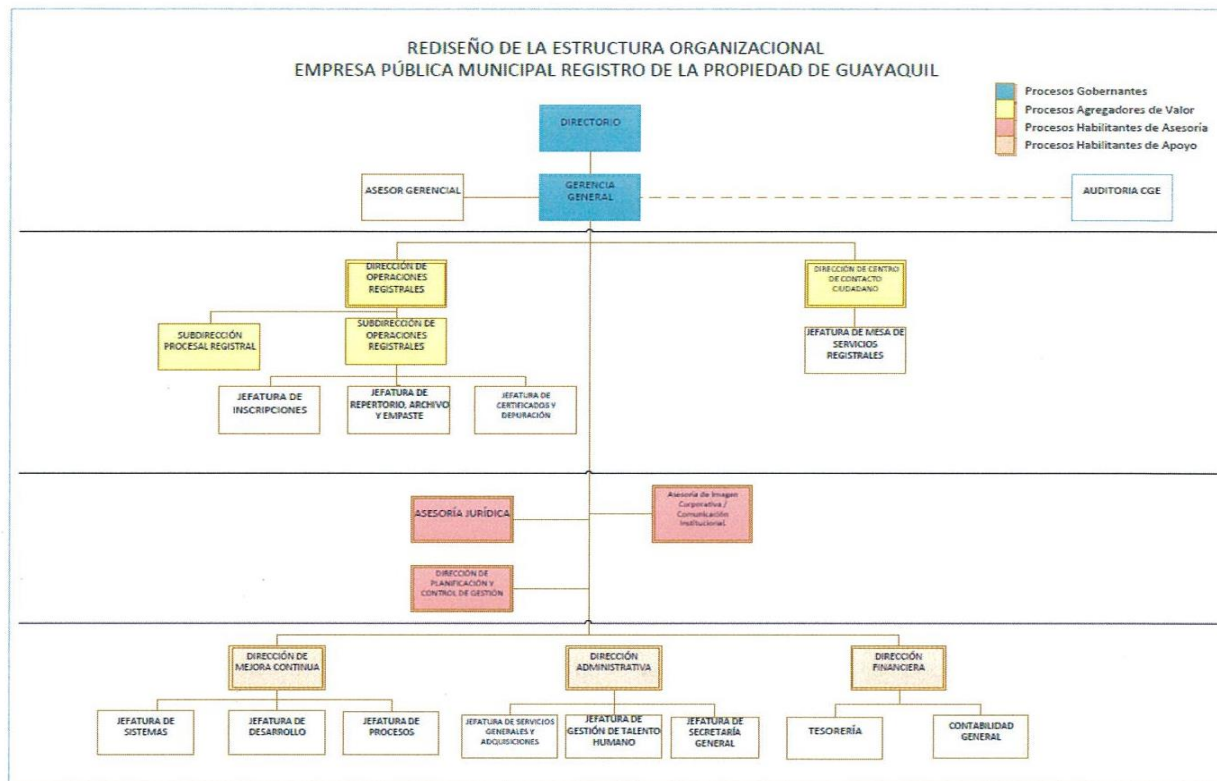 REDISEÑO DE LA ESTRUCTURA ORGANIZACIONAL
EMPRESA PÚBLICA MUNICIPAL REGISTRO DE LA PROPIEDAD DE GUAYAQUIL
Procesos Gobernantes
Procesos Agregadores de Valor
Procesos Habilitantes de Asesoría
Procesos Habilitantes de Apoyo
DIRECTORIO
ASESOR GERENCIAL
GERENCIA
GENERAL
AUDITORIA CGE
DIRECCIÓN DE
OPERACIONES
REGISTRALES
DIRECCIÓN DE CENTRO
DE CONTACTO
CIUDADANO
SUBDIRECCIÓN
PROCESAL REGISTRAL
SUBDIRECCIÓN DE
OPERACIONES
REGISTRALES
JEFATURA DE MESA DE
SERVICIOS
REGISTRALES
JEFATURA DE
INSCRIPCIONES
JEFATURA DE
REPERTORIO, ARCHIVO
Y EMPASTE
JEFATURA DE
CERTIFICADOS Y
DEPURACIÓN
ASESORÍA JURÍDICA
Asesoría de Imagen
Corporativa /
Comunicación
Institucional.
DIRECCIÓN DE
PLANIFICACIÓN Y
CONTROL DE GESTIÓN
DIRECCIÓN DE
MEJORA CONTINUA
DIRECCIÓN
ADMINISTRATIVA
DIRECCIÓN
FINANCIERA
JEFATURA DE
SISTEMAS
JEFATURA DE
DESARROLLO
JEFATURA DE
PROCESOS
JEFATURA DE SERVICIOS
GENERALES Y
ADQUISICIONES
JEFATURA DE
GESTIÓN DE TALENTO
HUMANO
JEFATURA DE
SECRETARÍA
GENERAL
TESORERÍA
CONTABILIDAD
GENERAL